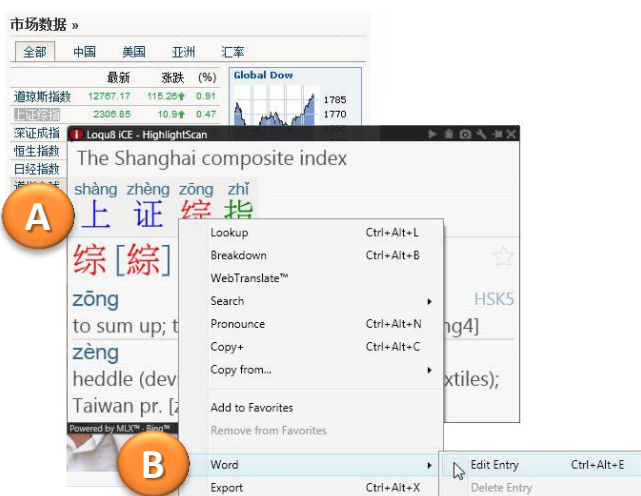 市场数据 »
全部 中国 美国 亚洲 汇率
最新 涨跌 (%)
Global Dow
道琼斯指数 12767.17 115.26 0.91
1785
上证综指 2306.85 10.9 0.47
1770
深证成指
Loqu8 iCE - HighlightScan
恒生指数
The Shanghai composite index
日经指数
shàng zhèng zōng zhǐ
A
上 证 综 指
Lookup Ctrl+Alt+L
综 [綜]
Breakdown Ctrl+Alt+B
WebTranslate™
zōng
Search
HSK5
to sum up; t
Pronounce Ctrl+Alt+N
ng4]
zèng
Copy+ Ctrl+Alt+C
heddle (dev
Copy from...
xtiles);
Taiwan pr. [z
Add to Favorites
Powered by MLX™ - Bing™
Remove from Favorites
B
Word
Edit Entry Ctrl+Alt+E
Export Ctrl+Alt+X
Delete Entry